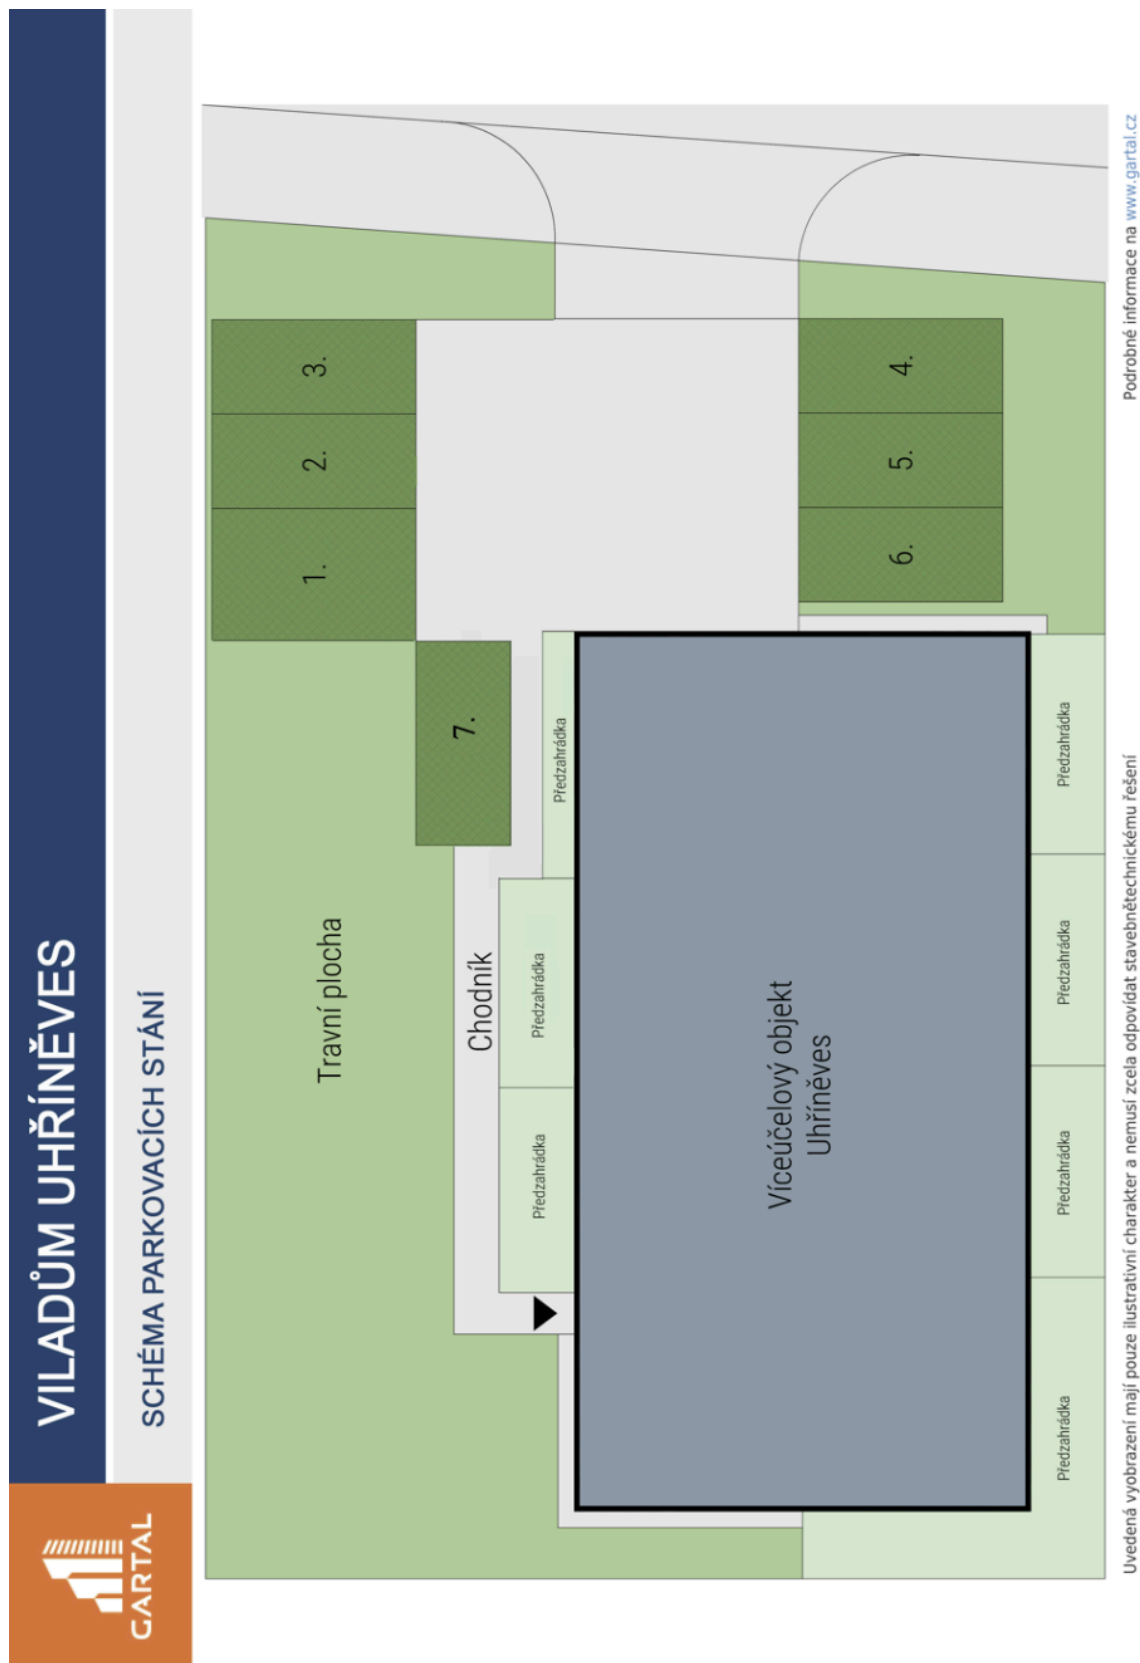 GARTAL
VILADŮM UHŘÍNĚVES
SCHÉMA PARKOVACÍCH STÁNÍ
Travní plocha
1.
2.
3.
Chodník
7.
Předzahrádka
Předzahrádka
Předzahrádka
Víceúčelový objekt
Uhříněves
6.
5.
4.
Předzahrádka
Předzahrádka
Předzahrádka
Předzahrádka
Uvedená vyobrazení mají pouze ilustrativní charakter a nemusí zcela odpovídat stavebnětechnickému řešení
Podrobné informace na www.gartal.cz